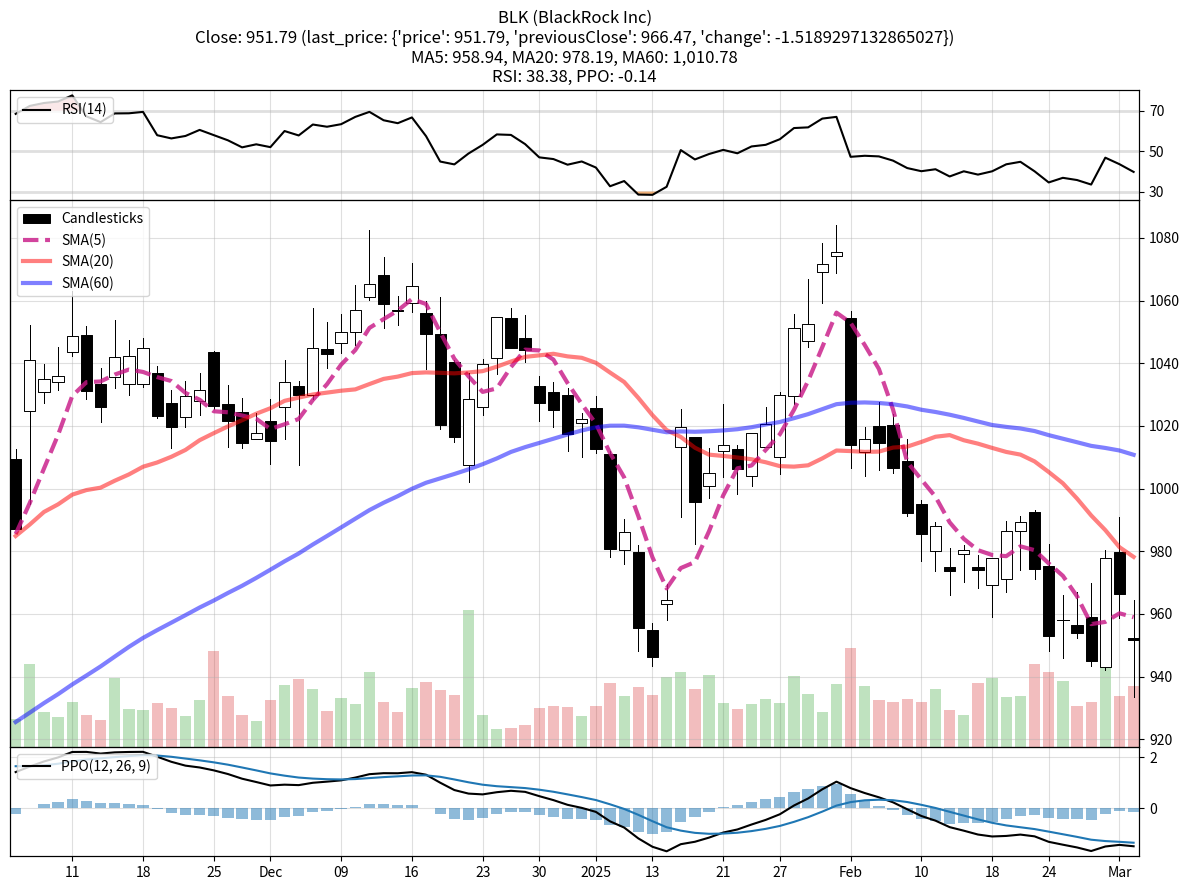 BLK (BlackRock Inc)
Close: 951.79 (last_price: {'price': 951.79, 'previousClose': 966.47, 'change': -1.5189297132865027})
MA5: 958.94, MA20: 978.19, MA60: 1,010.78
RSI: 38.38, PPO: -0.14
RSI(14)
70
50
30
Candlesticks
SMA(5)
SMA(20)
SMA(60)
1080
1060
1040
1020
1000
980
960
940
920
PPO(12, 26, 9)
2
0
11 18 25 Dec 09 16 23 30 2025 13 21 27 Feb 10 18 24 Mar